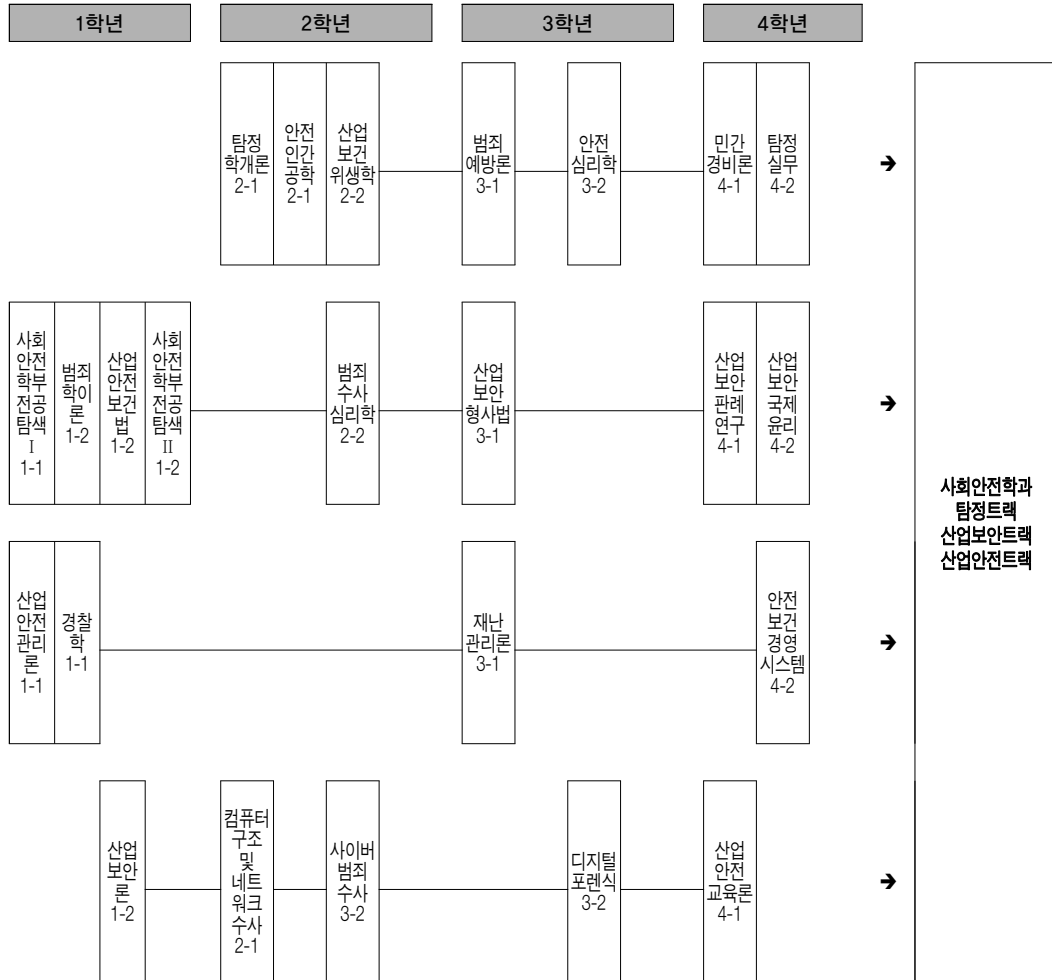 1학년
2학년
3학년
4학년
탐정
학개론
2-1
안전
인간
공학
2-1
산업
보건
위생학
2-2
범죄
예방론
3-1
안전
심리학
3-2
민간
경비론
4-1
탐정
실무
4-2
➔
사회
안전
학부
전공
탐색
I
1-1
범죄
학이
론
1-2
산업
안전
보건
법
1-2
사회
안전
학부
전공
탐색
II
1-2
범죄
수사
심리학
2-2
산업
보안
형사법
3-1
산업
보안
판례
연구
4-1
산업
보안
국제
윤리
4-2
➔
사회안전학과
탐정트랙
산업보안트랙
산업안전트랙
산업
안전
관리
론
1-1
경찰
학
1-1
재난
관리론
3-1
안전
보건
경영
시스템
4-2
➔
산업
보안
론
1-2
컴퓨터
구조
및
네트
워크
수사
2-1
사이버
범죄
수사
3-2
디지털
포렌식
3-2
산업
안전
교육론
4-1
➔